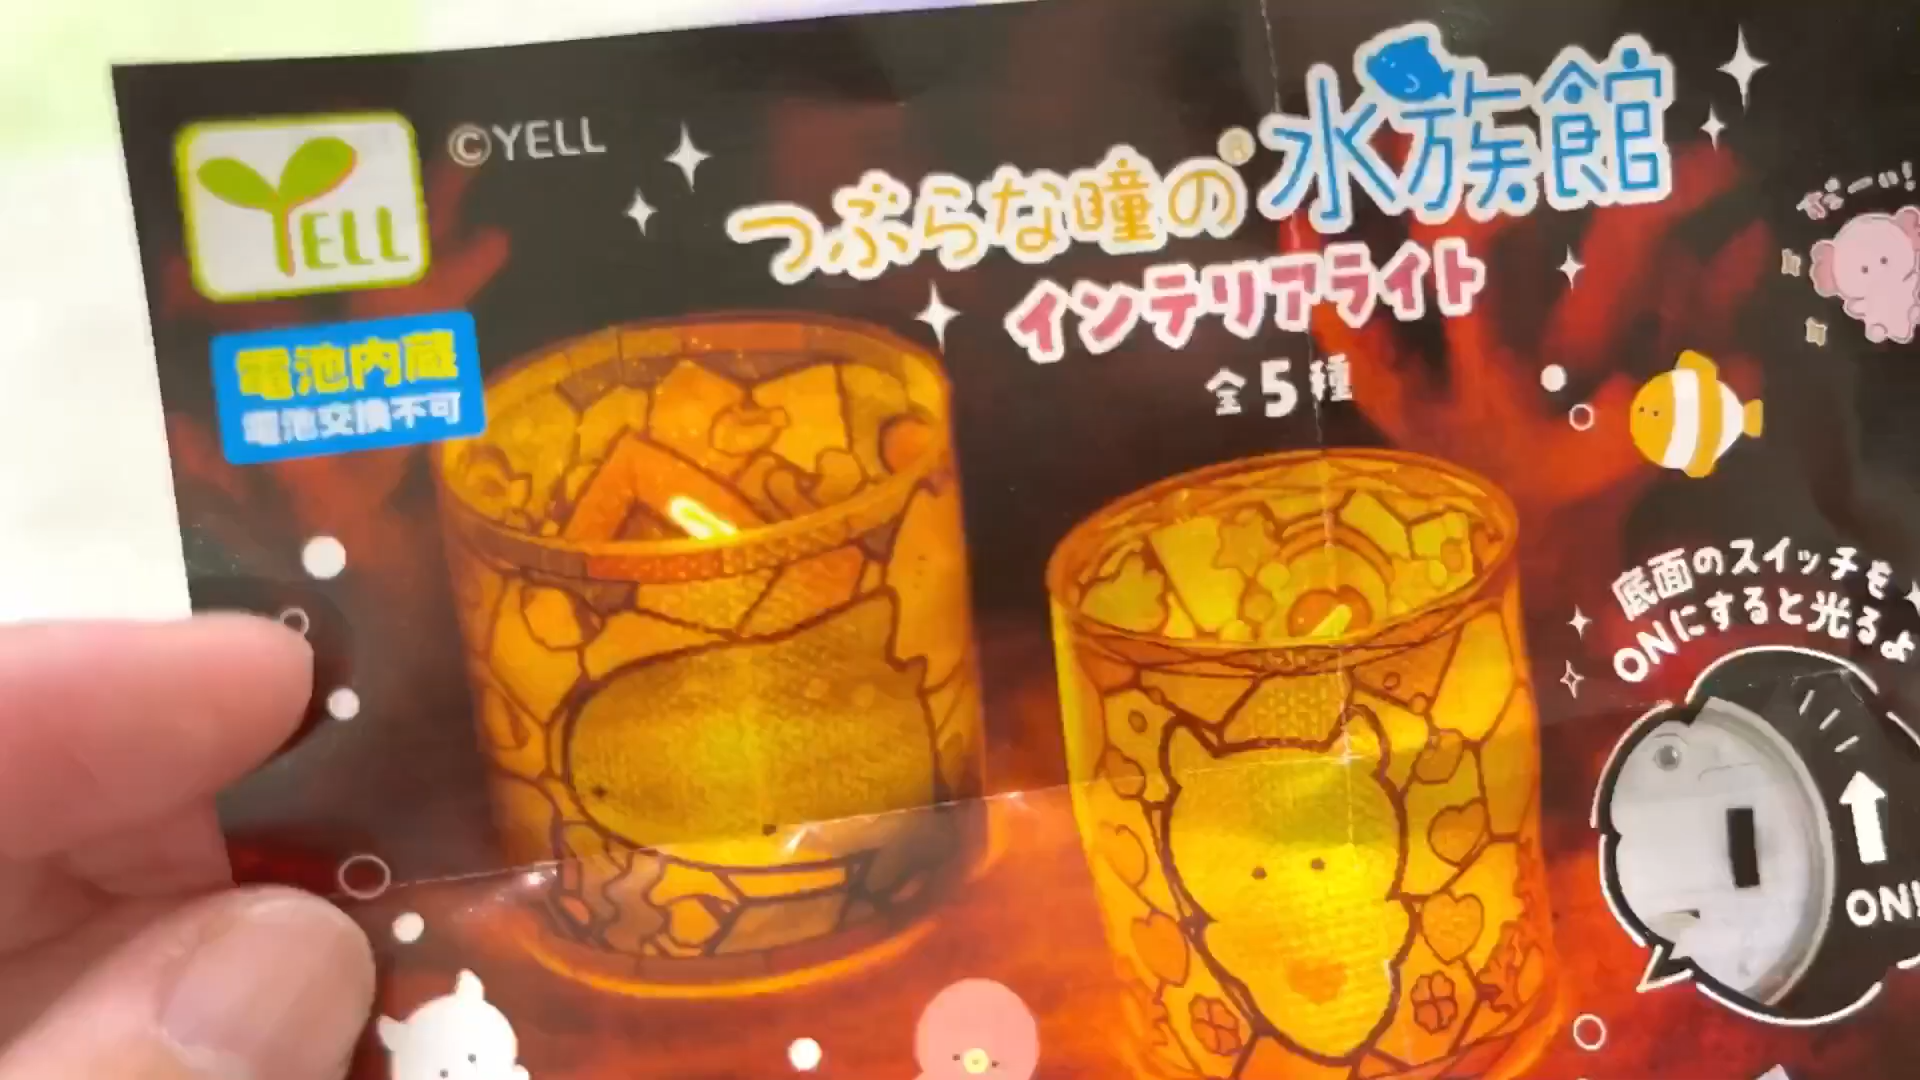 YELL
©YELL
つぶらな瞳の®水族館
インテリアライト
全5種
電池内蔵
電池交換不可
底面のスイッチを
ONにすると光るよ
ON!